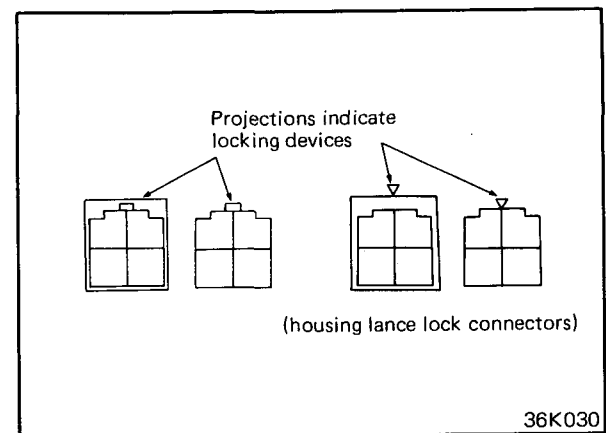 Projections indicate
locking devices
(housing lance lock connectors)
36K030